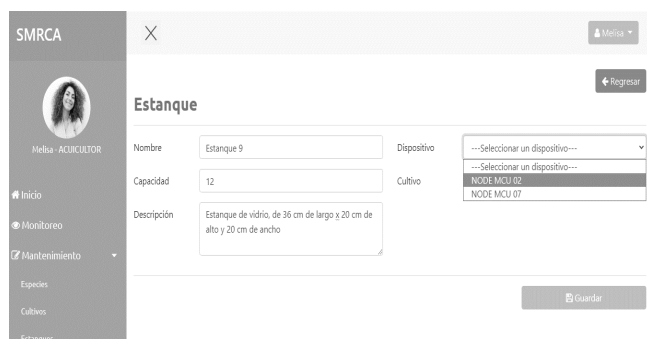 SMRCA
X
Melisa
Regresar
Melisa - ACUICULTOR
Inicio
Monitoreo
Mantenimiento
Especies
Cultivos
Estanques
Estanque
Nombre
Estanque 9
Capacidad
12
Descripción
Estanque de vidrio, de 36 cm de largo x 20 cm de
alto y 20 cm de ancho
Dispositivo
---Seleccionar un dispositivo---
---Seleccionar un dispositivo---
NODE MCU 02
NODE MCU 07
Cultivo
Guardar